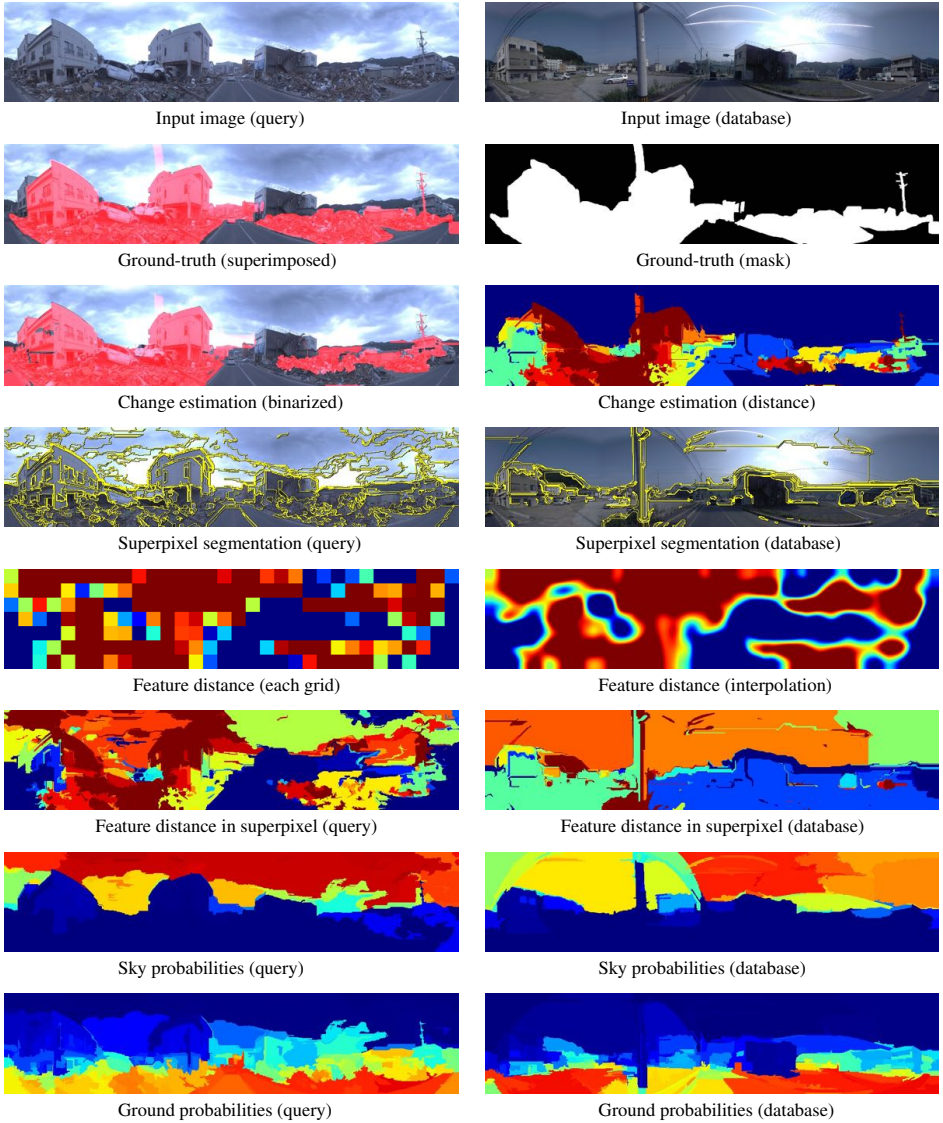 Input image (query)
Input image (database)
Ground-truth (superimposed)
Ground-truth (mask)
Change estimation (binarized)
Change estimation (distance)
Superpixel segmentation (query)
Superpixel segmentation (database)
Feature distance (each grid)
Feature distance (interpolation)
Feature distance in superpixel (query)
Feature distance in superpixel (database)
Sky probabilities (query)
Sky probabilities (database)
Ground probabilities (query)
Ground probabilities (database)